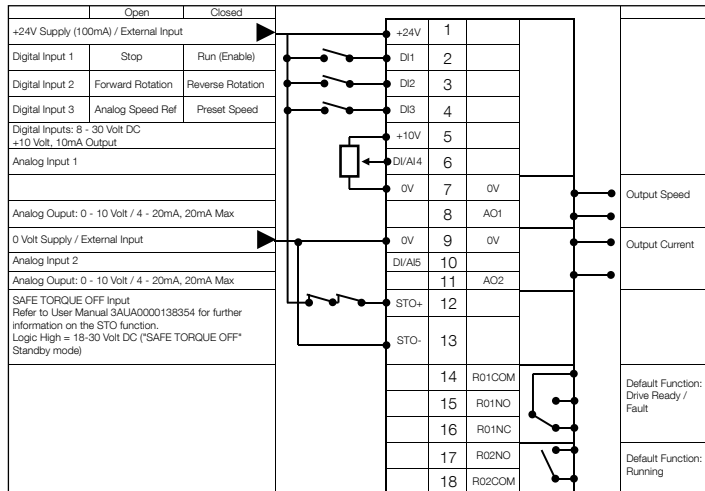 Open Closed
+24V Supply (100mA) / External Input +24V 1
Digital Input 1 Stop Run (Enable) DI1 2
Digital Input 2 Forward Rotation Reverse Rotation DI2 3
Digital Input 3 Analog Speed Ref Preset Speed DI3 4
Digital Inputs: 8 - 30 Volt DC
+10 Volt, 10mA Output +10V 5
Analog Input 1 DI/AI4 6
0V 7 0V
Output Speed
Analog Ouput: 0 - 10 Volt / 4 - 20mA, 20mA Max 8 AO1
0 Volt Supply / External Input 0V 9 0V Output Current
Analog Input 2 DI/AI5 10
Analog Ouput: 0 - 10 Volt / 4 - 20mA, 20mA Max 11 AO2
SAFE TORQUE OFF Input STO+ 12
Refer to User Manual 3AUA0000138354 for further
information on the STO function.
Logic High = 18-30 Volt DC ("SAFE TORQUE OFF" STO- 13
Standby mode)
14 R01COM Default Function:
15 R01NO Drive Ready /
Fault
16 R01NC
17 R02NO Default Function:
Running
18 R02COM